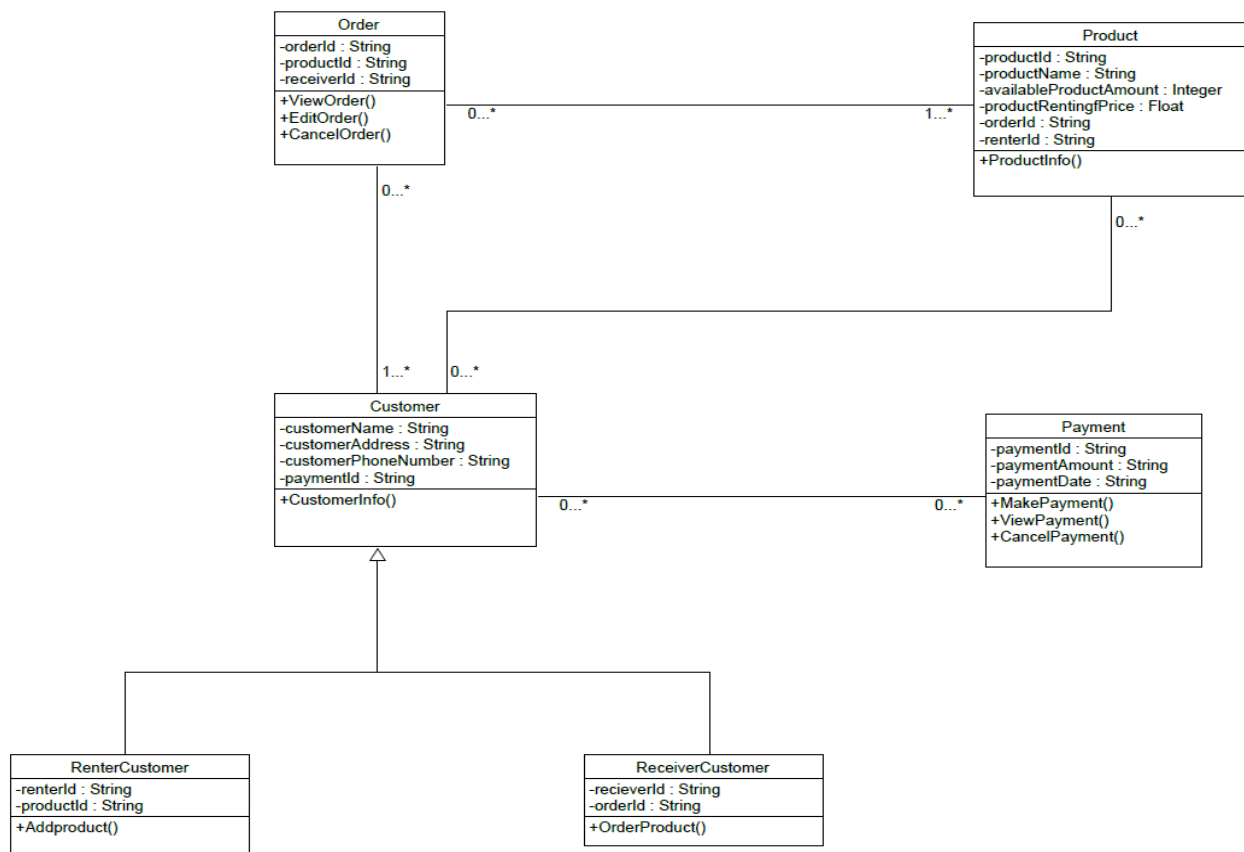 Order
-orderId : String
-productId : String
-receiverId : String
+ViewOrder()
+EditOrder()
+CancelOrder()
Product
-productId : String
-productName : String
-availableProductAmount : Integer
-productRentingfPrice : Float
-orderId : String
-renterId : String
+ProductInfo()
0...*
1...*
0...*
0...*
1...*
0...*
Customer
-customerName : String
-customerAddress : String
-customerPhoneNumber : String
-paymentId : String
+CustomerInfo()
Payment
-paymentId : String
-paymentAmount : String
-paymentDate : String
+MakePayment()
+ViewPayment()
+CancelPayment()
0...*
0...*
RenterCustomer
-renterId : String
-productId : String
+Addproduct()
ReceiverCustomer
-recieverId : String
-orderId : String
+OrderProduct()